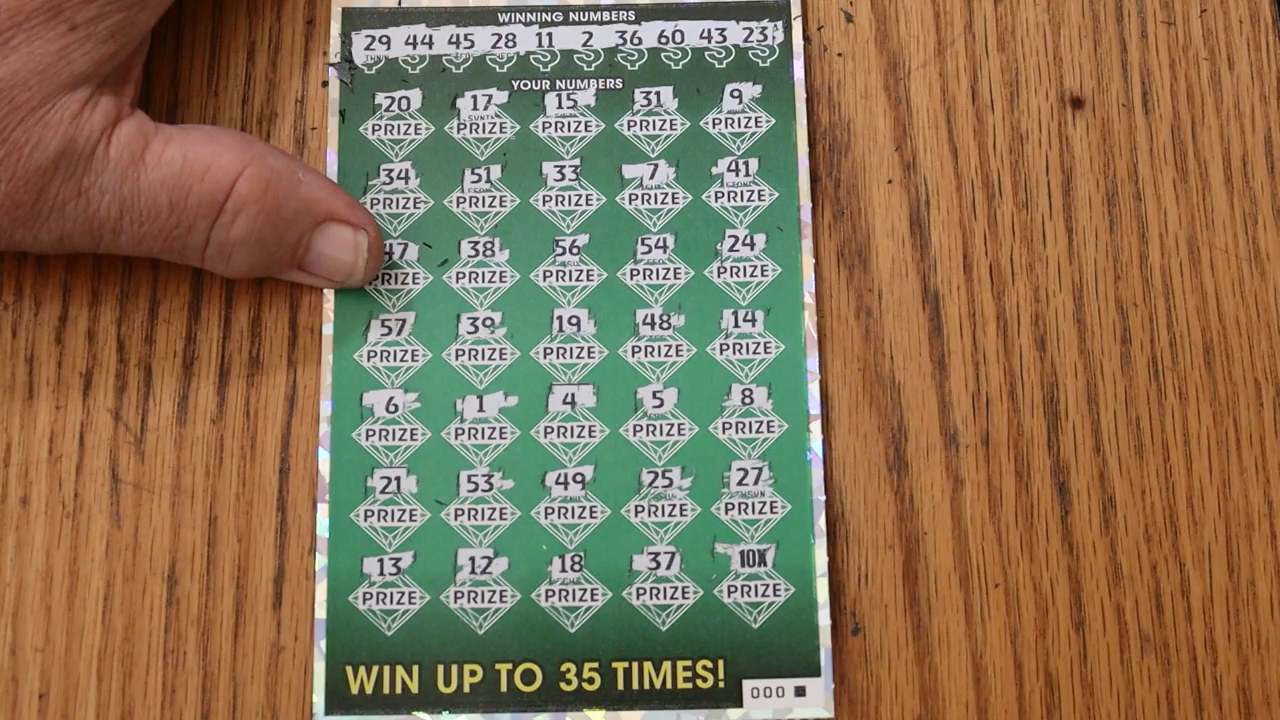 WINNING NUMBERS
29 44 45 28 11 2 36 60 43 23
$ $ $ $ $ $ $ $ $ $
YOUR NUMBERS
20 17 15 31 9
PRIZE PRIZE PRIZE PRIZE PRIZE
34 51 33 7 41
PRIZE PRIZE PRIZE PRIZE PRIZE
47 38 56 54 24
PRIZE PRIZE PRIZE PRIZE PRIZE
57 39 19 48 14
PRIZE PRIZE PRIZE PRIZE PRIZE
6 1 4 5 8
PRIZE PRIZE PRIZE PRIZE PRIZE
21 53 49 25 27
PRIZE PRIZE PRIZE PRIZE PRIZE
13 12 18 37 10X
PRIZE PRIZE PRIZE PRIZE PRIZE
WIN UP TO 35 TIMES!
000